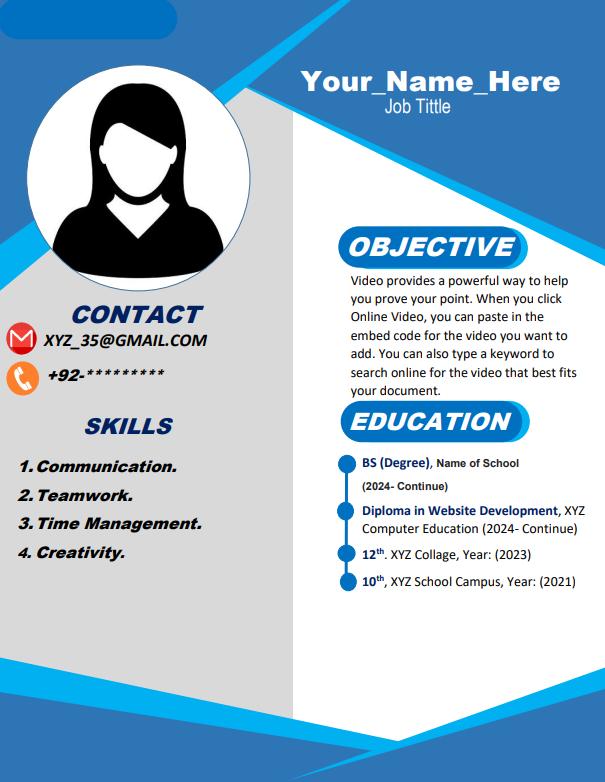 Your_Name_Here
Job Tittle
CONTACT
XYZ_35@GMAIL.COM
+92-*********
SKILLS
1. Communication.
2. Teamwork.
3. Time Management.
4. Creativity.
OBJECTIVE
Video provides a powerful way to help
you prove your point. When you click
Online Video, you can paste in the
embed code for the video you want to
add. You can also type a keyword to
search online for the video that best fits
your document.
EDUCATION
BS (Degree), Name of School
(2024- Continue)
Diploma in Website Development, XYZ
Computer Education (2024- Continue)
12th. XYZ Collage, Year: (2023)
10th, XYZ School Campus, Year: (2021)